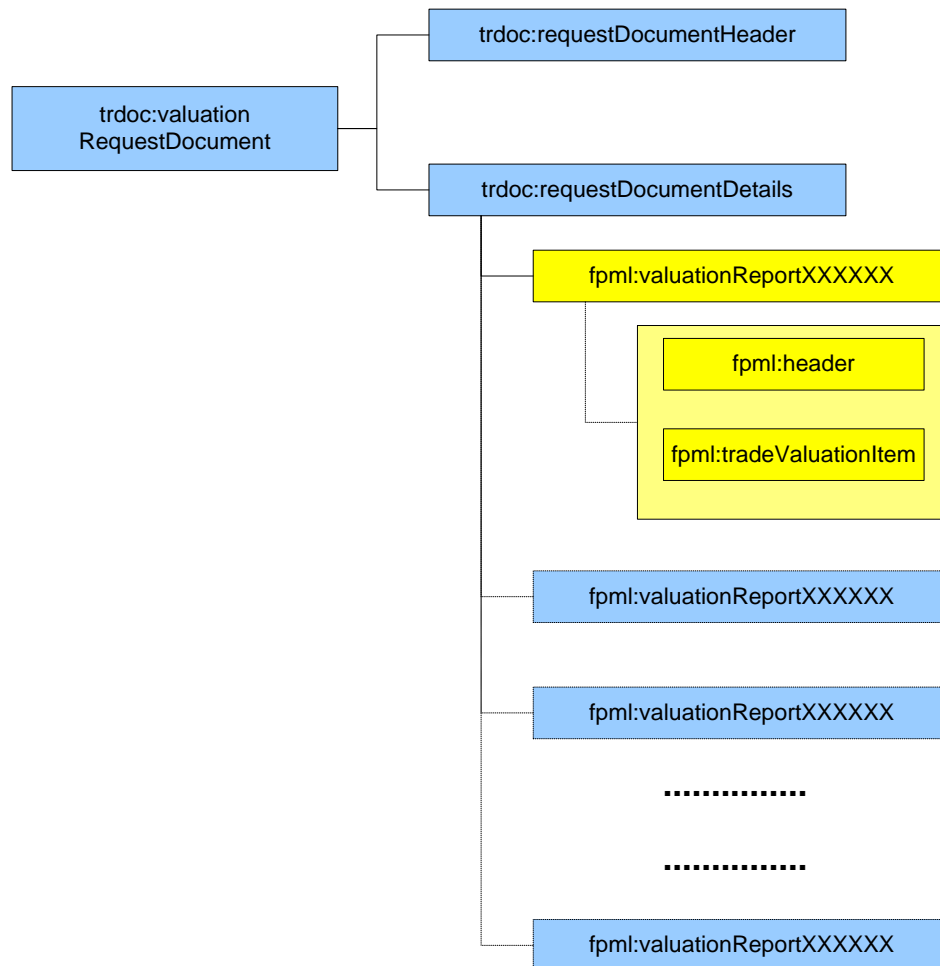 trdoc:requestDocumentHeader
trdoc:valuation
RequestDocument
trdoc:requestDocumentDetails
fpml:valuationReportXXXXXX
fpml:header
fpml:tradeValuationItem
fpml:valuationReportXXXXXX
fpml:valuationReportXXXXXX
...............
...............
fpml:valuationReportXXXXXX